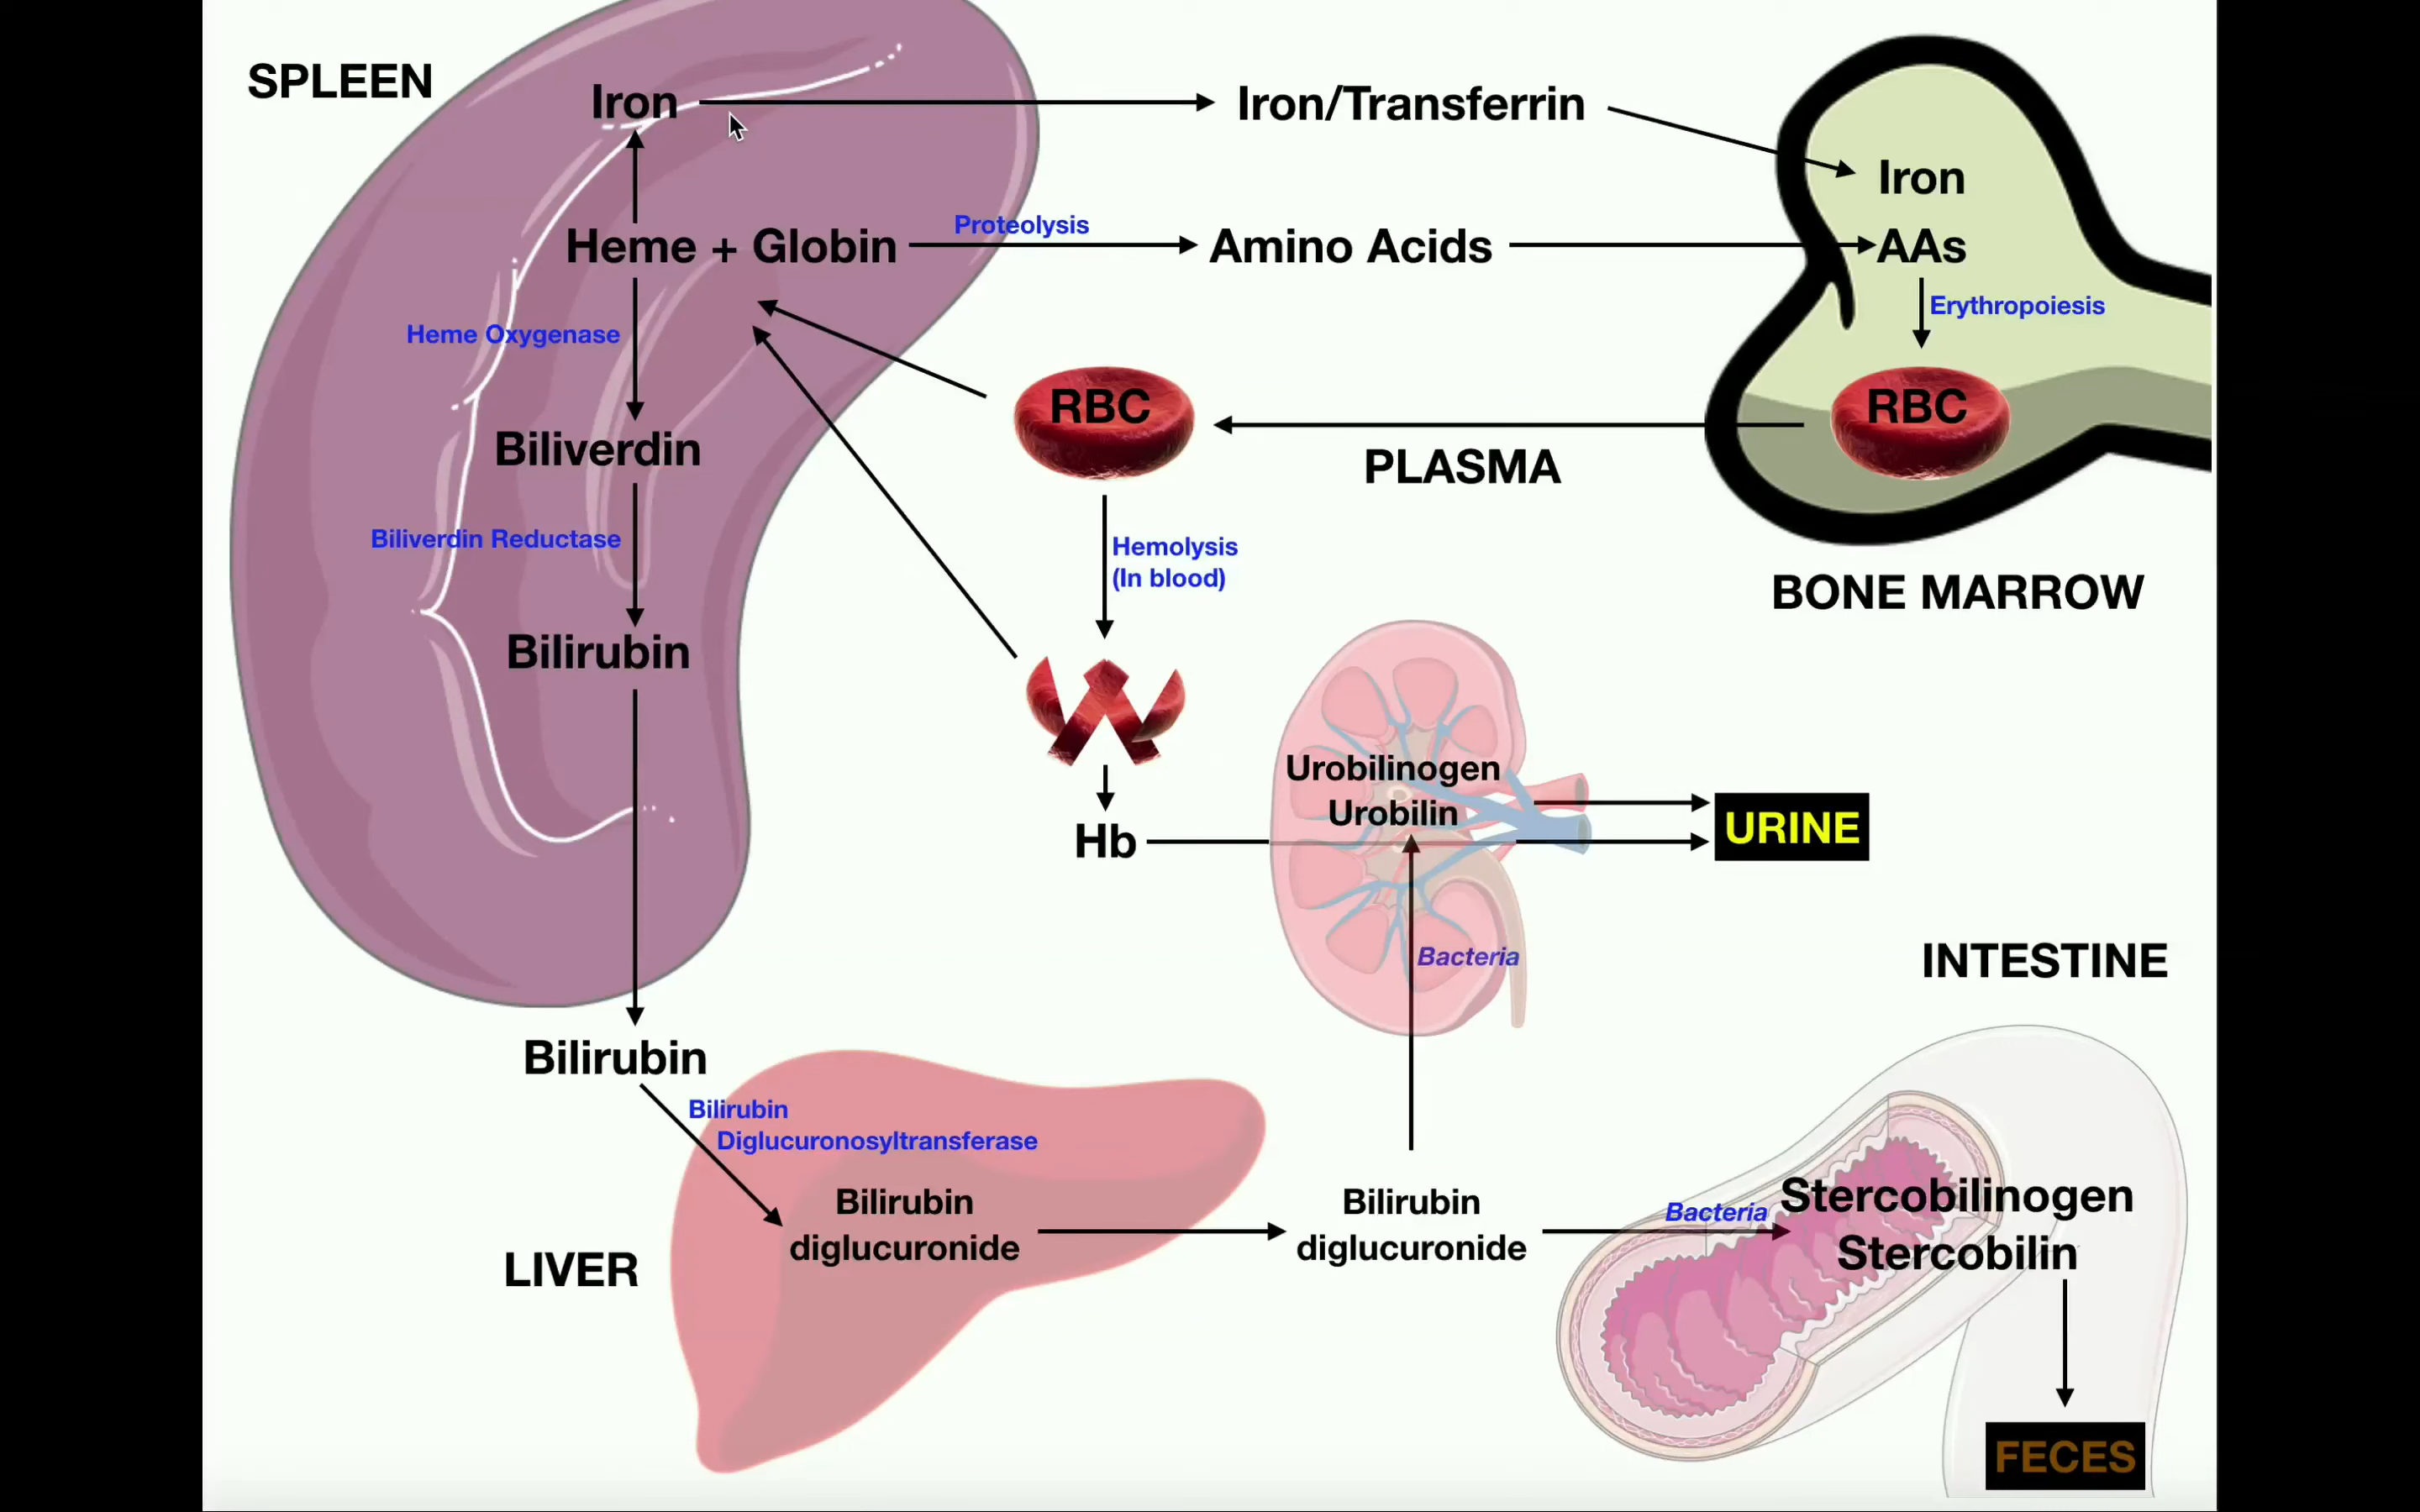 SPLEEN
Iron
Iron/Transferrin
Iron
Heme + Globin
Proteolysis
Amino Acids
AAs
Erythropoiesis
Heme Oxygenase
RBC
RBC
Biliverdin
PLASMA
Biliverdin Reductase
Hemolysis
(In blood)
BONE MARROW
Bilirubin
Urobilinogen
Urobilin
Hb
URINE
Bacteria
INTESTINE
Bilirubin
Bilirubin
Diglucuronosyltransferase
Bilirubin
diglucuronide
Bilirubin
diglucuronide
Bacteria
Stercobilinogen
Stercobilin
LIVER
FECES